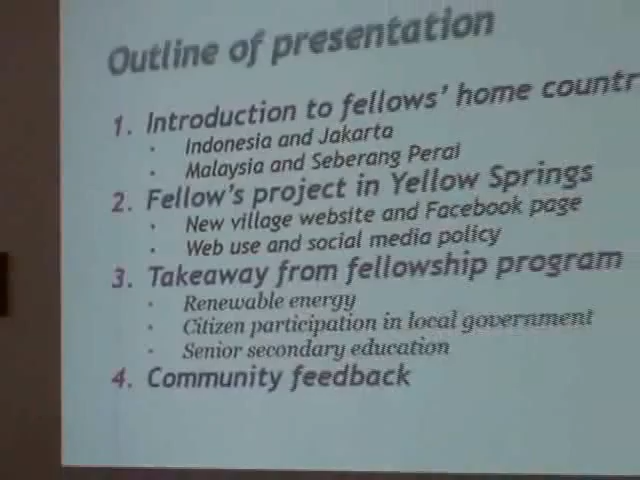 Outline of presentation
1. Introduction to fellows' home countr
· Indonesia and Jakarta
· Malaysia and Seberang Perai
2. Fellow's project in Yellow Springs
· New village website and Facebook page
· Web use and social media policy
3. Takeaway from fellowship program
· Renewable energy
· Citizen participation in local government
· Senior secondary education
4. Community feedback